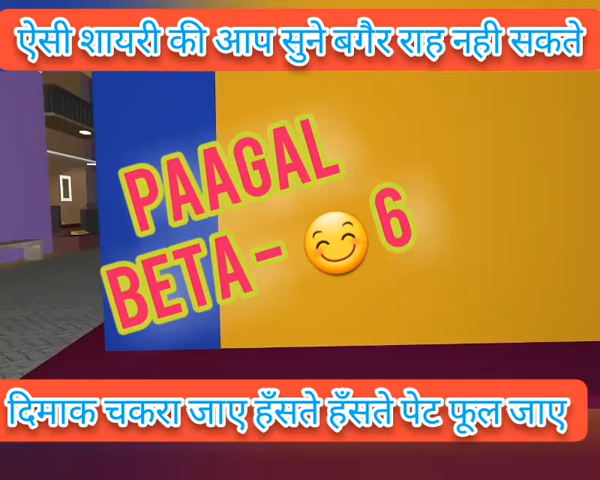 ऐसी शायरी की आप सुने बगैर राह नही सकते
PAAGAL
BETA- 😊 6
दिमाक चकरा जाए हँसते हँसते पेट फूल जाए